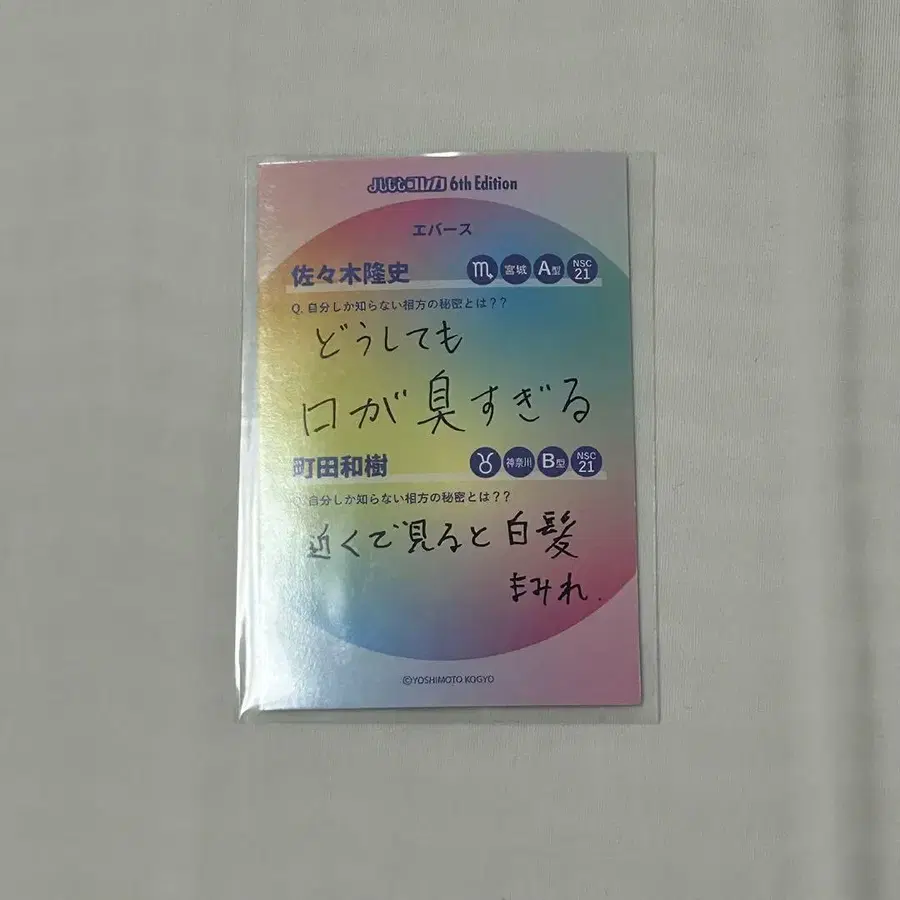 よしもとコレカ 6th Edition
エバース
佐々木隆史 ♏ 宮城 A型 NSC 21
Q. 自分しか知らない相方の秘密とは？？
どうしても
口が臭すぎる
町田和樹 ♉ 神奈川 B型 NSC 21
Q. 自分しか知らない相方の秘密とは？？
近くで見ると白髪
まみれ.
©YOSHIMOTO KOGYO